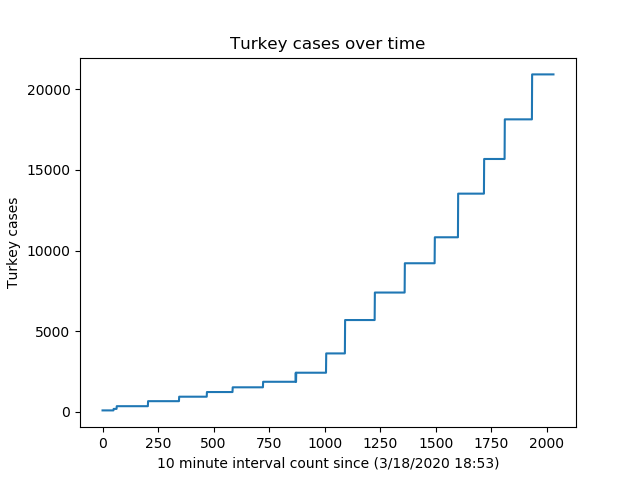 Turkey cases over time
20000
15000
10000
5000
0
Turkey cases
0 250 500 750 1000 1250 1500 1750 2000
10 minute interval count since (3/18/2020 18:53)